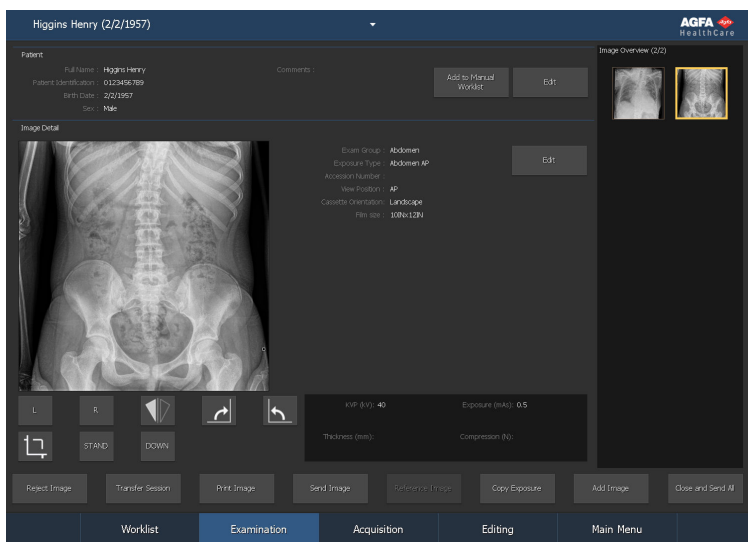 Higgins Henry (2/2/1957)
AGFA
Agfa
HealthCare
Patient
Full Name : Higgins Henry
Patient Identification : 0123456789
Birth Date : 2/2/1957
Sex : Male
Comments :
Add to Manual
Worklist
Edit
Image Overview (2/2)
Image Detail
Exam Group : Abdomen
Exposure Type : Abdomen AP
Accession Number :
View Position : AP
Cassette Orientation : Landscape
Film size : 10INx12IN
Edit
L
R
STAND
DOWN
KVP (kV): 40
Exposure (mAs): 0.5
Thickness (mm):
Compression (N):
Reject Image
Transfer Session
Print Image
Send Image
Reference Image
Copy Exposure
Add Image
Close and Send All
Worklist
Examination
Acquisition
Editing
Main Menu